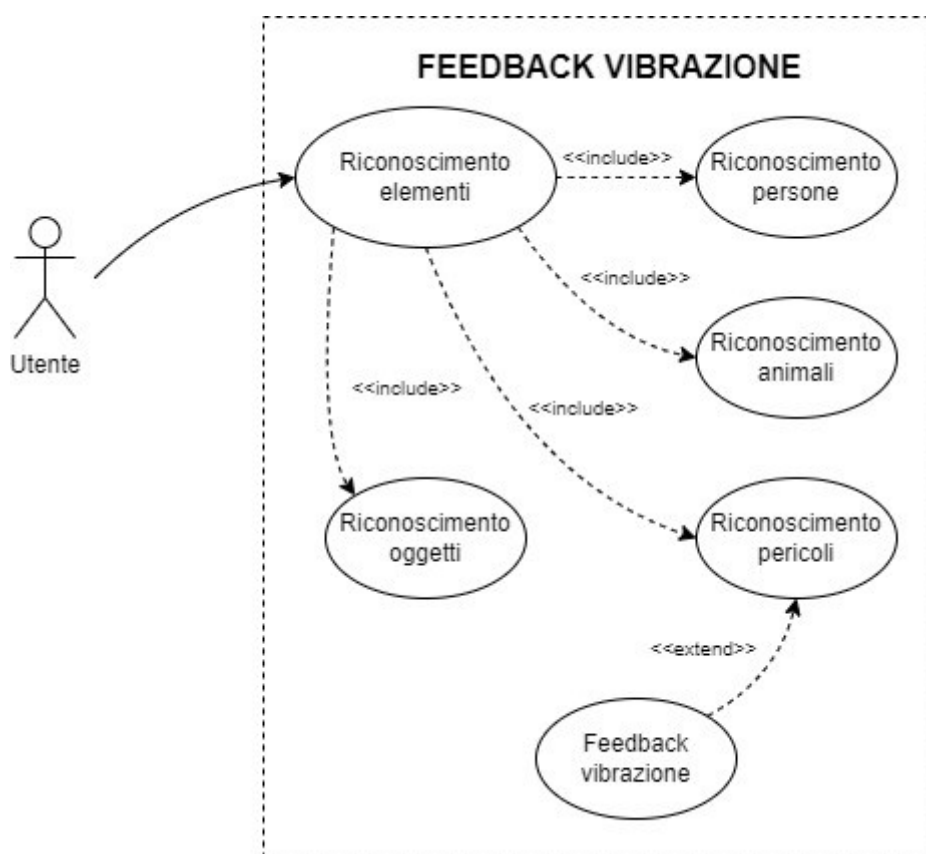 FEEDBACK VIBRAZIONE
Riconoscimento
elementi
<<include>>
Riconoscimento
persone
<<include>>
Utente
Riconoscimento
animali
<<include>>
<<include>>
Riconoscimento
oggetti
Riconoscimento
pericoli
<<extend>>
Feedback
vibrazione